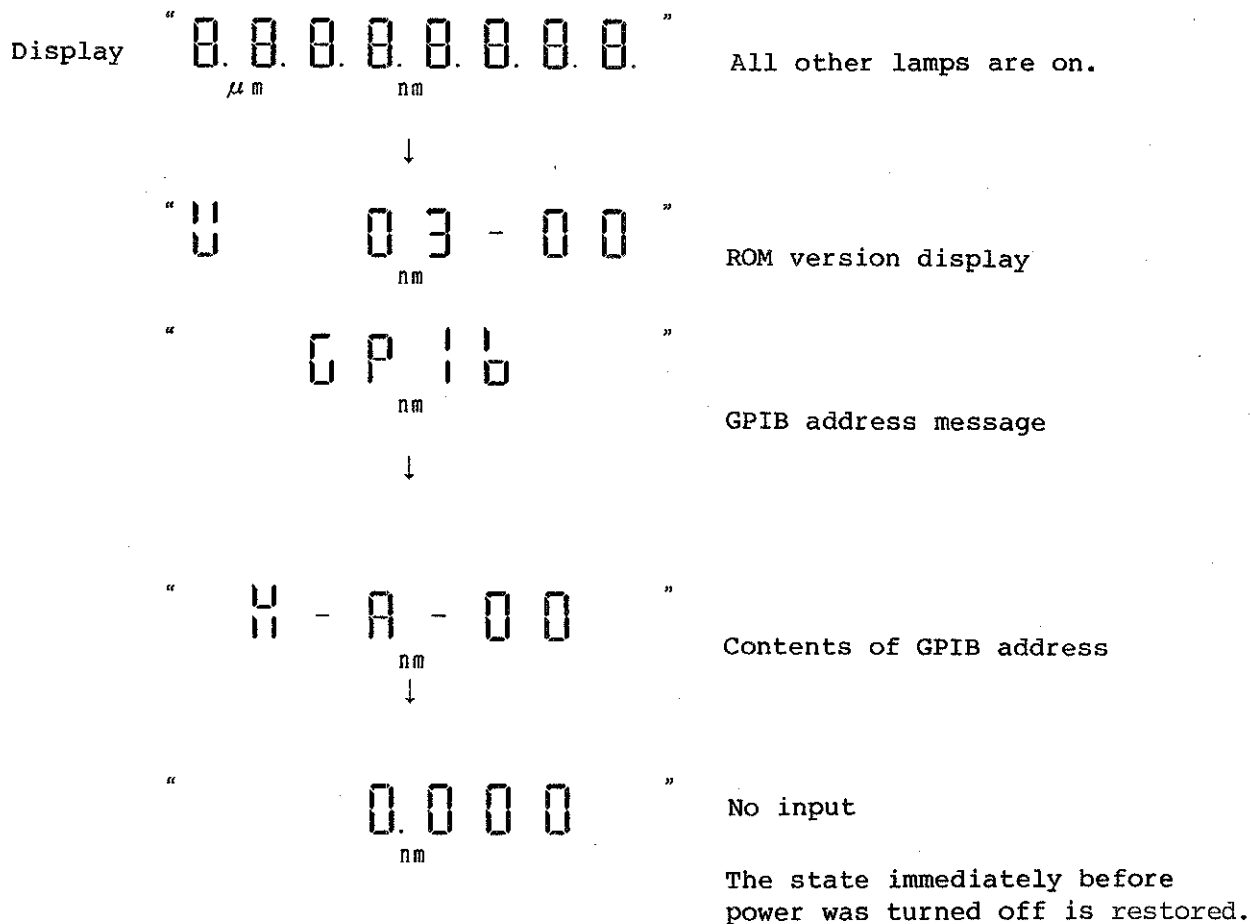 Display “ 8. 8. 8. 8. 8. 8. 8. 8. ” All other lamps are on.
μm nm
↓
“ U 03-00 ” ROM version display
nm
“ GPIb ” GPIB address message
nm
↓
“ H-A-00 ” Contents of GPIB address
nm
↓
“ 0.000 ” No input
nm
The state immediately before
power was turned off is restored.